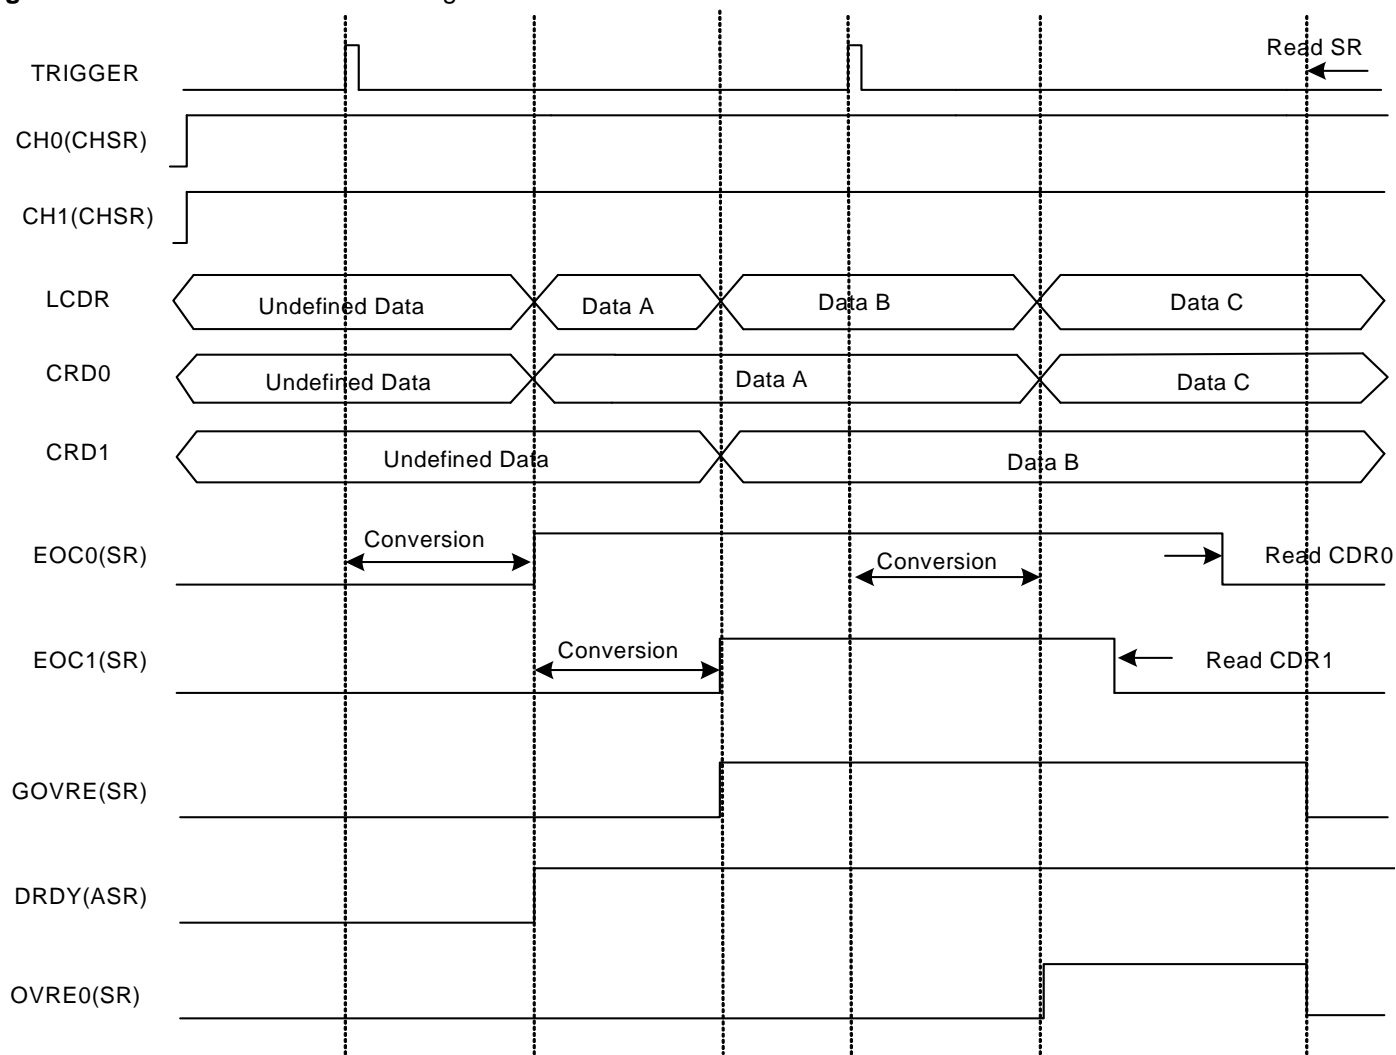 TRIGGER
Read SR
CH0(CHSR)
CH1(CHSR)
LCDR
Undefined Data
Data A
Data B
Data C
CRD0
Undefined Data
Data A
Data C
CRD1
Undefined Data
Data B
EOC0(SR)
Conversion
Conversion
Read CDR0
EOC1(SR)
Conversion
Read CDR1
GOVRE(SR)
DRDY(ASR)
OVRE0(SR)